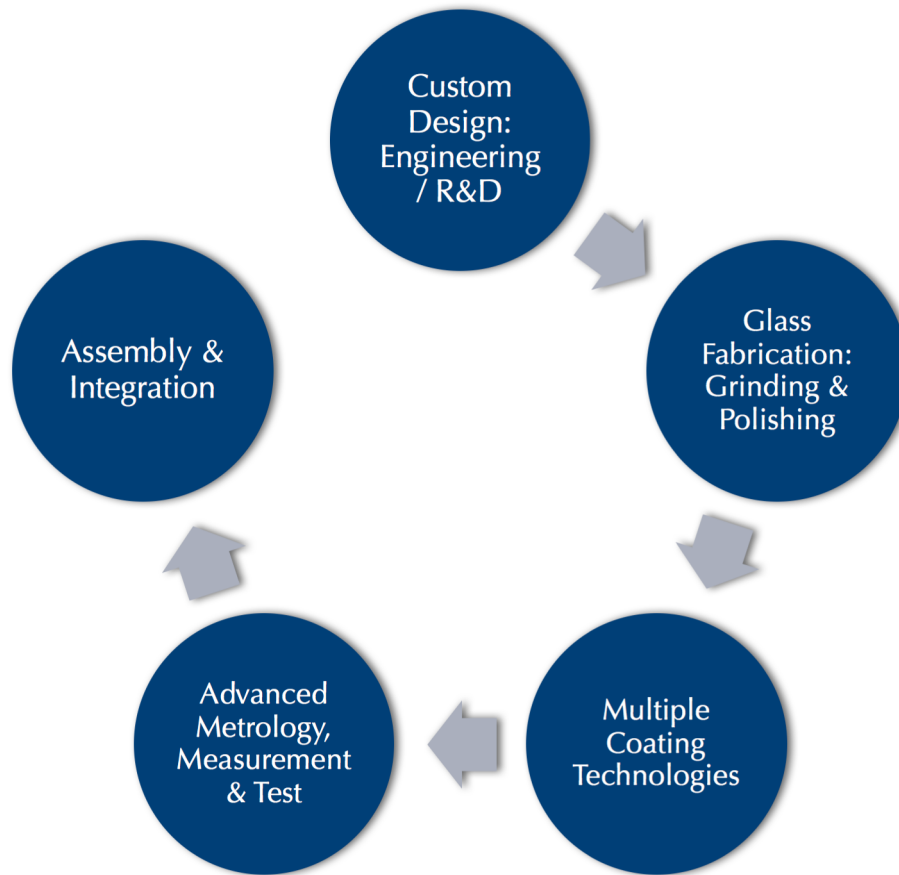 Custom
Design:
Engineering
/ R&D
Glass
Fabrication:
Grinding &
Polishing
Multiple
Coating
Technologies
Advanced
Metrology,
Measurement
& Test
Assembly &
Integration